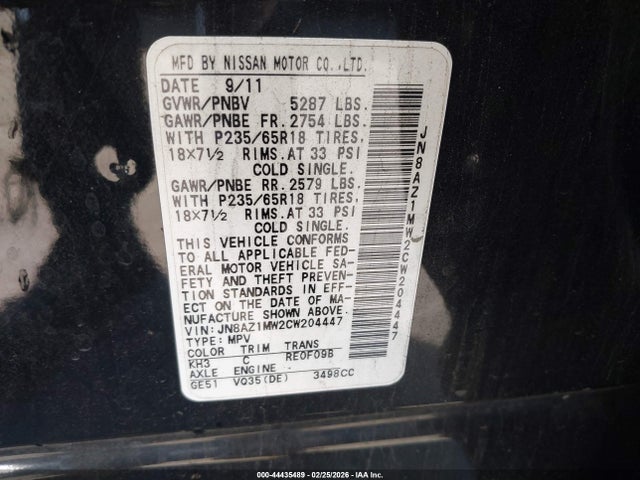 MFD BY NISSAN MOTOR CO.,LTD.
DATE 9/11
GVWR/PNBV 5287 LBS.
GAWR/PNBE FR. 2754 LBS.
WITH P235/65R18 TIRES,
18×7½ RIMS. AT 33 PSI
COLD SINGLE.
GAWR/PNBE RR. 2579 LBS.
WITH P235/65R18 TIRES,
18×7½ RIMS. AT 33 PSI
COLD SINGLE.
THIS VEHICLE CONFORMS
TO ALL APPLICABLE FED-
ERAL MOTOR VEHICLE SA-
FETY AND THEFT PREVEN-
TION STANDARDS IN EFF-
ECT ON THE DATE OF MA-
NUFACTURE SHOWN ABOVE.
VIN: JN8AZ1MW2CW204447
TYPE: MPV
COLOR TRIM TRANS
KH3 C RE0F09B
AXLE ENGINE
GE51 VQ35(DE) 3498CC
JN8AZ1MW2CW204447
000-44435489 - 02/25/2026 - IAA Inc.